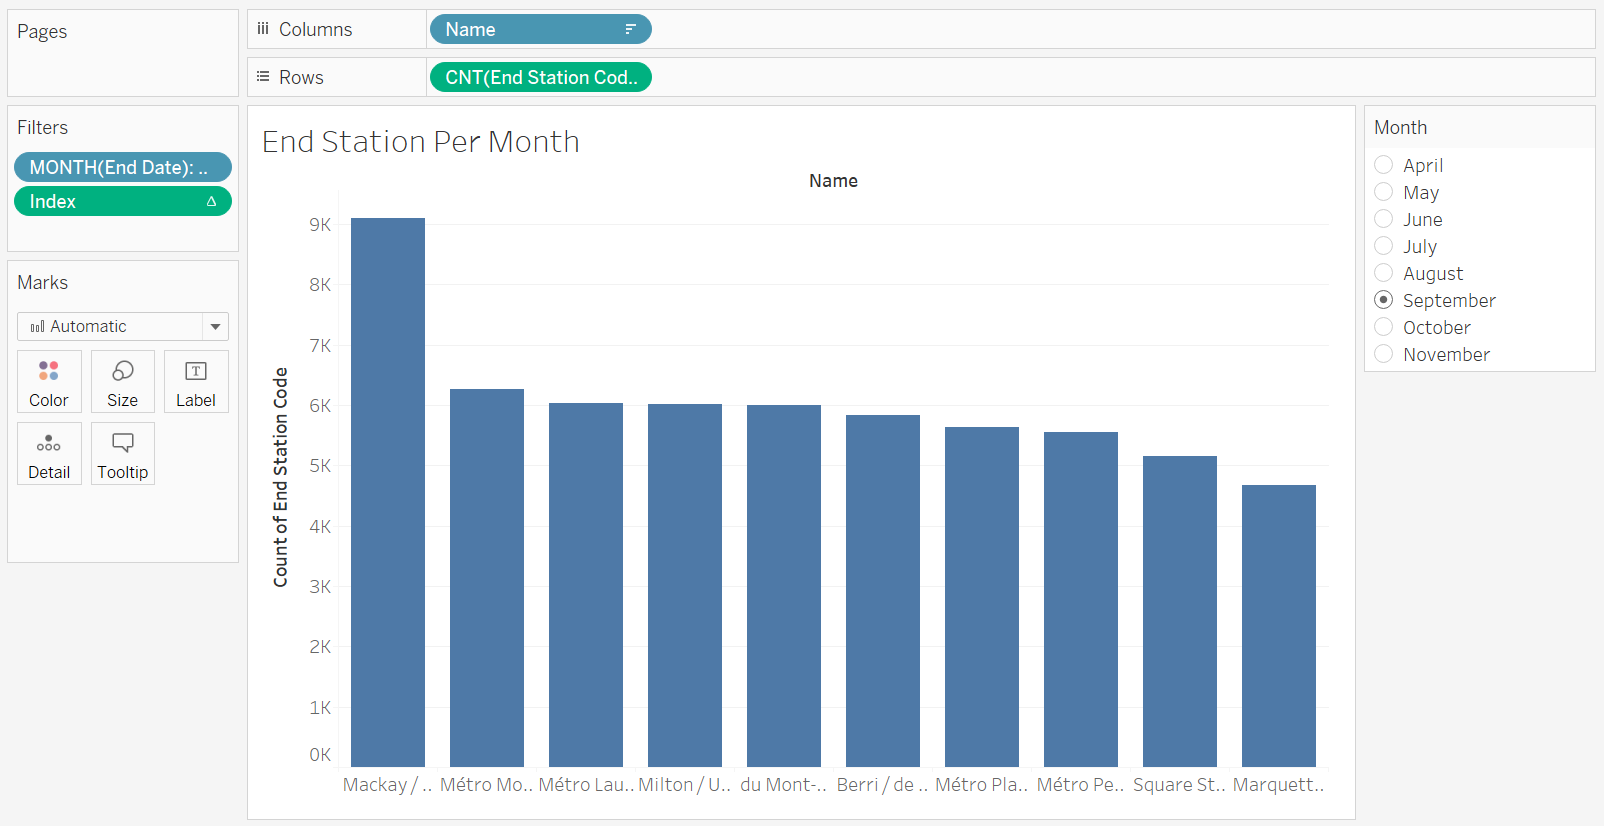 Pages
Columns
Name
Rows
CNT(End Station Cod..
Filters
MONTH(End Date): ..
Index
Marks
Automatic
Color
Size
Label
Detail
Tooltip
End Station Per Month
Name
Count of End Station Code
9K
8K
7K
6K
5K
4K
3K
2K
1K
0K
Mackay / ..
Métro Mo..
Métro Lau..
Milton / U..
du Mont-..
Berri / de ..
Métro Pla..
Métro Pe..
Square St..
Marquett..
Month
April
May
June
July
August
September
October
November